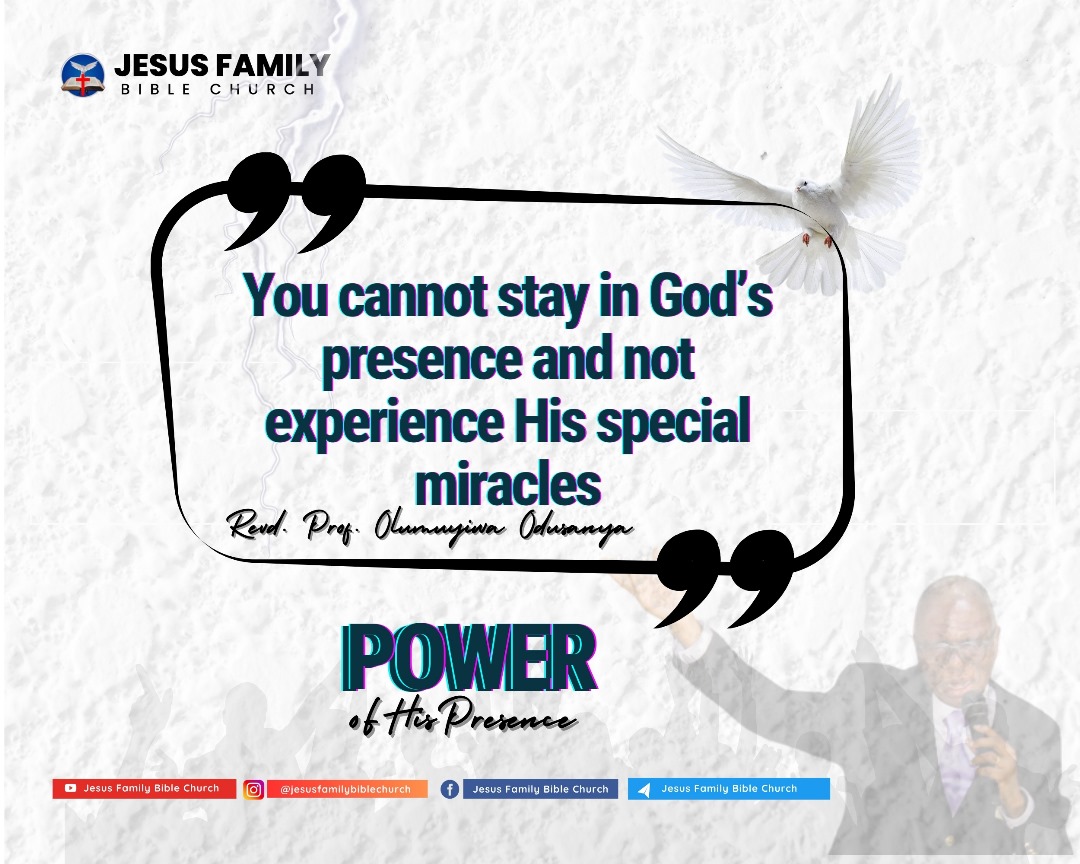 JESUS FAMILY
BIBLE CHURCH
You cannot stay in God’s
presence and not
experience His special
miracles
Revd. Prof. Olumuyiwa Odusanya
POWER
of His Presence
Jesus Family Bible Church
@jesusfamilybiblechurch
Jesus Family Bible Church
Jesus Family Bible Church